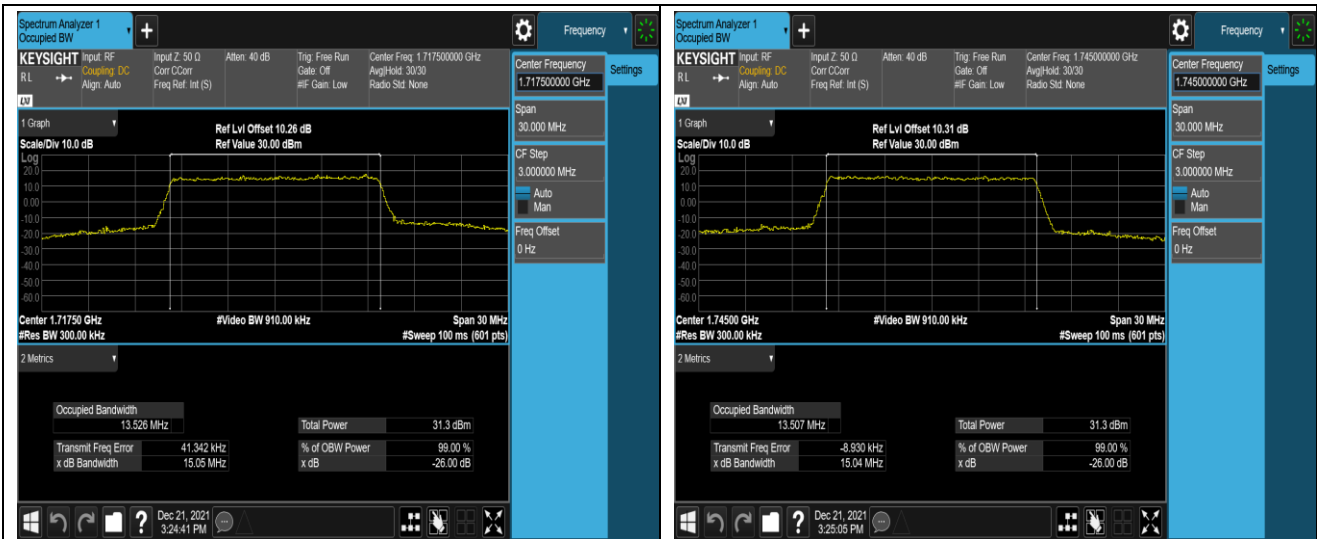 Spectrum Analyzer 1
Occupied BW
Frequency
KEYSIGHT
Input: RF
Input Z: 50 Ω
Atten: 40 dB
Trig: Free Run
Center Freq: 1.717500000 GHz
R L
Coupling: DC
Corr CCorr
Gate: Off
Avg|Hold: 30/30
Align: Auto
Freq Ref: Int (S)
#IF Gain: Low
Radio Std: None
LXI
Center Frequency
1.717500000 GHz
Settings
Span
30.000 MHz
CF Step
3.000000 MHz
Auto
Man
Freq Offset
0 Hz
1 Graph
Ref Lvl Offset 10.26 dB
Scale/Div 10.0 dB
Ref Value 30.00 dBm
Log
20.0
10.0
0.00
-10.0
-20.0
-30.0
-40.0
-50.0
-60.0
Center 1.71750 GHz
#Video BW 910.00 kHz
Span 30 MHz
#Res BW 300.00 kHz
#Sweep 100 ms (601 pts)
2 Metrics
Occupied Bandwidth
13.526 MHz
Total Power
31.3 dBm
Transmit Freq Error
41.342 kHz
% of OBW Power
99.00 %
x dB Bandwidth
15.05 MHz
x dB
-26.00 dB
?
Dec 21, 2021
3:24:41 PM
Spectrum Analyzer 1
Occupied BW
Frequency
KEYSIGHT
Input: RF
Input Z: 50 Ω
Atten: 40 dB
Trig: Free Run
Center Freq: 1.745000000 GHz
R L
Coupling: DC
Corr CCorr
Gate: Off
Avg|Hold: 30/30
Align: Auto
Freq Ref: Int (S)
#IF Gain: Low
Radio Std: None
LXI
Center Frequency
1.745000000 GHz
Settings
Span
30.000 MHz
CF Step
3.000000 MHz
Auto
Man
Freq Offset
0 Hz
1 Graph
Ref Lvl Offset 10.31 dB
Scale/Div 10.0 dB
Ref Value 30.00 dBm
Log
20.0
10.0
0.00
-10.0
-20.0
-30.0
-40.0
-50.0
-60.0
Center 1.74500 GHz
#Video BW 910.00 kHz
Span 30 MHz
#Res BW 300.00 kHz
#Sweep 100 ms (601 pts)
2 Metrics
Occupied Bandwidth
13.507 MHz
Total Power
31.3 dBm
Transmit Freq Error
-8.930 kHz
% of OBW Power
99.00 %
x dB Bandwidth
15.04 MHz
x dB
-26.00 dB
?
Dec 21, 2021
3:25:05 PM